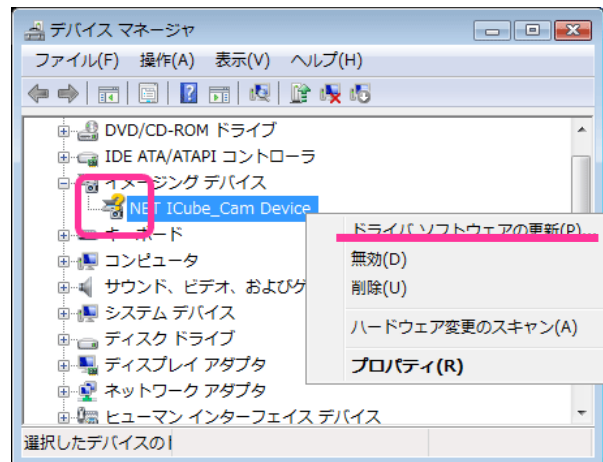 デバイス マネージャ
ファイル(F) 操作(A) 表示(V) ヘルプ(H)
DVD/CD-ROM ドライブ
IDE ATA/ATAPI コントローラ
イメージング デバイス
NET ICube_Cam Device
キーボード
コンピュータ
サウンド、ビデオ、およびゲ
システム デバイス
ディスク ドライブ
ディスプレイ アダプタ
ネットワーク アダプタ
ヒューマン インターフェイス デバイス
ドライバ ソフトウェアの更新(P)...
無効(D)
削除(U)
ハードウェア変更のスキャン(A)
プロパティ(R)
選択したデバイスの